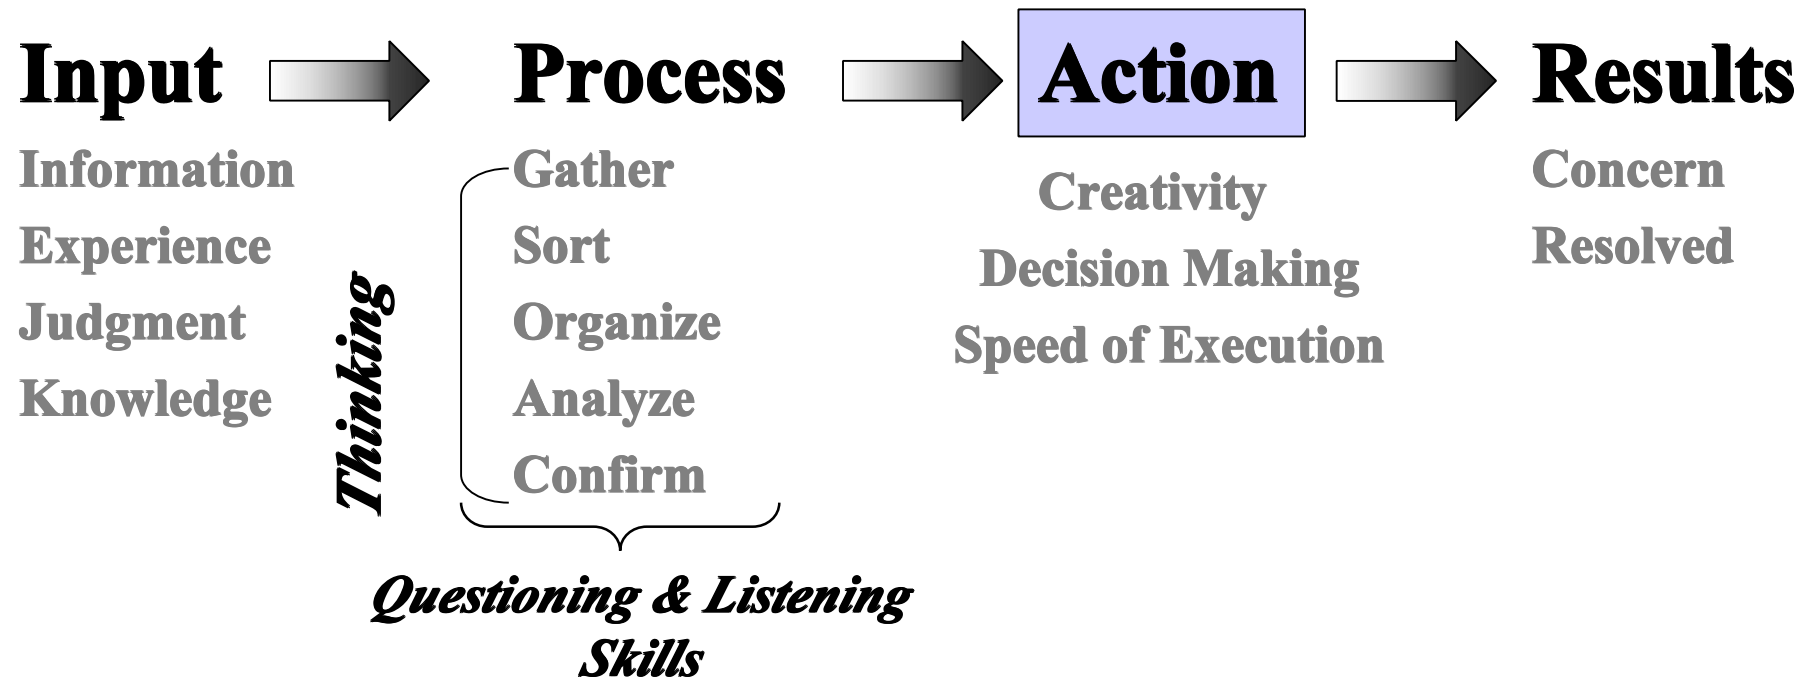 Input
Process
Action
Results
Information
Experience
Judgment
Knowledge
Thinking
Gather
Sort
Organize
Analyze
Confirm
Questioning & Listening
Skills
Creativity
Decision Making
Speed of Execution
Concern
Resolved